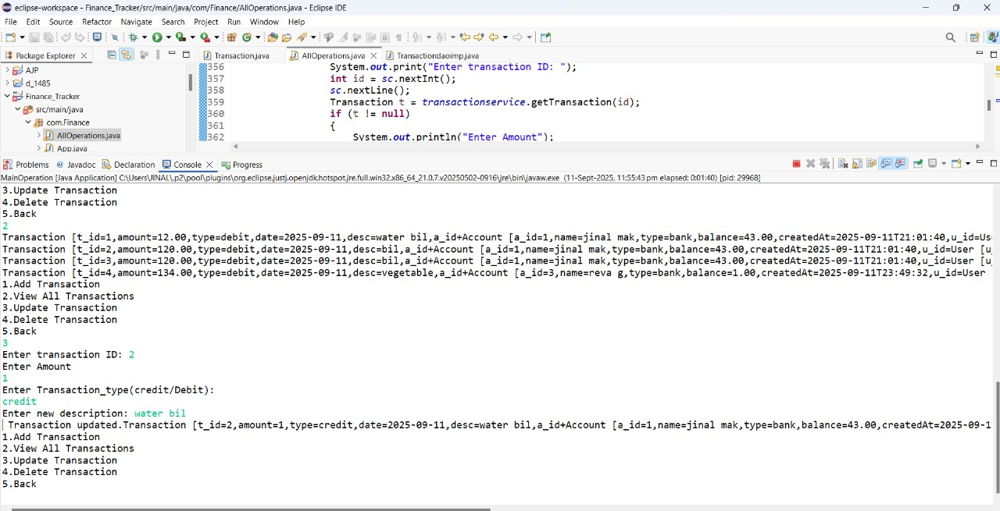 eclipse-workspace - Finance_Tracker/src/main/java/com/Finance/AllOperations.java - Eclipse IDE
File Edit Source Refactor Navigate Search Project Run Window Help
Package Explorer
Transaction.java AllOperations.java Transactiondaoimp.java
AJP
d_1485
Finance_Tracker
src/main/java
com.Finance
AllOperations.java
App.java
356 System.out.print("Enter transaction ID: ");
357 int id = sc.nextInt();
358 sc.nextLine();
359 Transaction t = transactionservice.getTransaction(id);
360 if (t != null)
361 {
362 System.out.println("Enter Amount");
Problems Javadoc Declaration Console Progress
MainOperation [Java Application] C:\Users\JINAL\.p2\pool\plugins\org.eclipse.justj.openjdk.hotspot.jre.full.win32.x86_64_21.0.7.v20250502-0916\jre\bin\javaw.exe (11-Sept-2025, 11:55:43 pm elapsed: 0:01:40) [pid: 29968]
3.Update Transaction
4.Delete Transaction
5.Back
2
Transaction [t_id=1,amount=12.00,type=debit,date=2025-09-11,desc=water bil,a_id+Account [a_id=1,name=jinal mak,type=bank,balance=43.00,createdAt=2025-09-11T21:01:40,u_id=Us
Transaction [t_id=2,amount=120.00,type=debit,date=2025-09-11,desc=bil,a_id+Account [a_id=1,name=jinal mak,type=bank,balance=43.00,createdAt=2025-09-11T21:01:40,u_id=User [u_
Transaction [t_id=3,amount=120.00,type=debit,date=2025-09-11,desc=bil,a_id+Account [a_id=1,name=jinal mak,type=bank,balance=43.00,createdAt=2025-09-11T21:01:40,u_id=User [u_
Transaction [t_id=4,amount=134.00,type=debit,date=2025-09-11,desc=vegetable,a_id+Account [a_id=3,name=reva g,type=bank,balance=1.00,createdAt=2025-09-11T23:49:32,u_id=User
1.Add Transaction
2.View All Transactions
3.Update Transaction
4.Delete Transaction
5.Back
3
Enter transaction ID: 2
Enter Amount
1
Enter Transaction_type(credit/Debit):
credit
Enter new description: water bil
Transaction updated.Transaction [t_id=2,amount=1,type=credit,date=2025-09-11,desc=water bil,a_id+Account [a_id=1,name=jinal mak,type=bank,balance=43.00,createdAt=2025-09-1
1.Add Transaction
2.View All Transactions
3.Update Transaction
4.Delete Transaction
5.Back